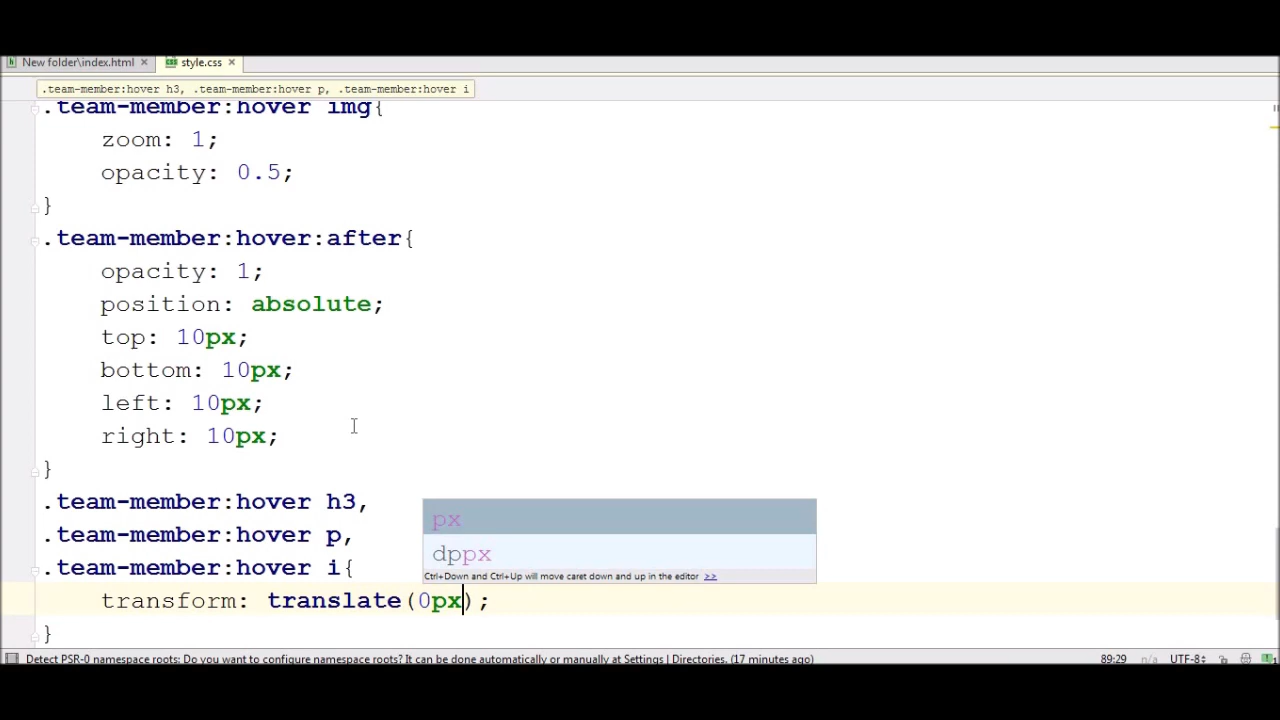 New folder\index.html
style.css
.team-member:hover h3, .team-member:hover p, .team-member:hover i
.team-member:hover img{
zoom: 1;
opacity: 0.5;
}
.team-member:hover:after{
opacity: 1;
position: absolute;
top: 10px;
bottom: 10px;
left: 10px;
right: 10px;
}
.team-member:hover h3,
.team-member:hover p,
.team-member:hover i{
transform: translate(0px);
}
px
dppx
Ctrl+Down and Ctrl+Up will move caret down and up in the editor >>
Detect PSR-0 namespace roots: Do you want to configure namespace roots? It can be done automatically or manually at Settings | Directories. (17 minutes ago) 89:29 n/a UTF-8